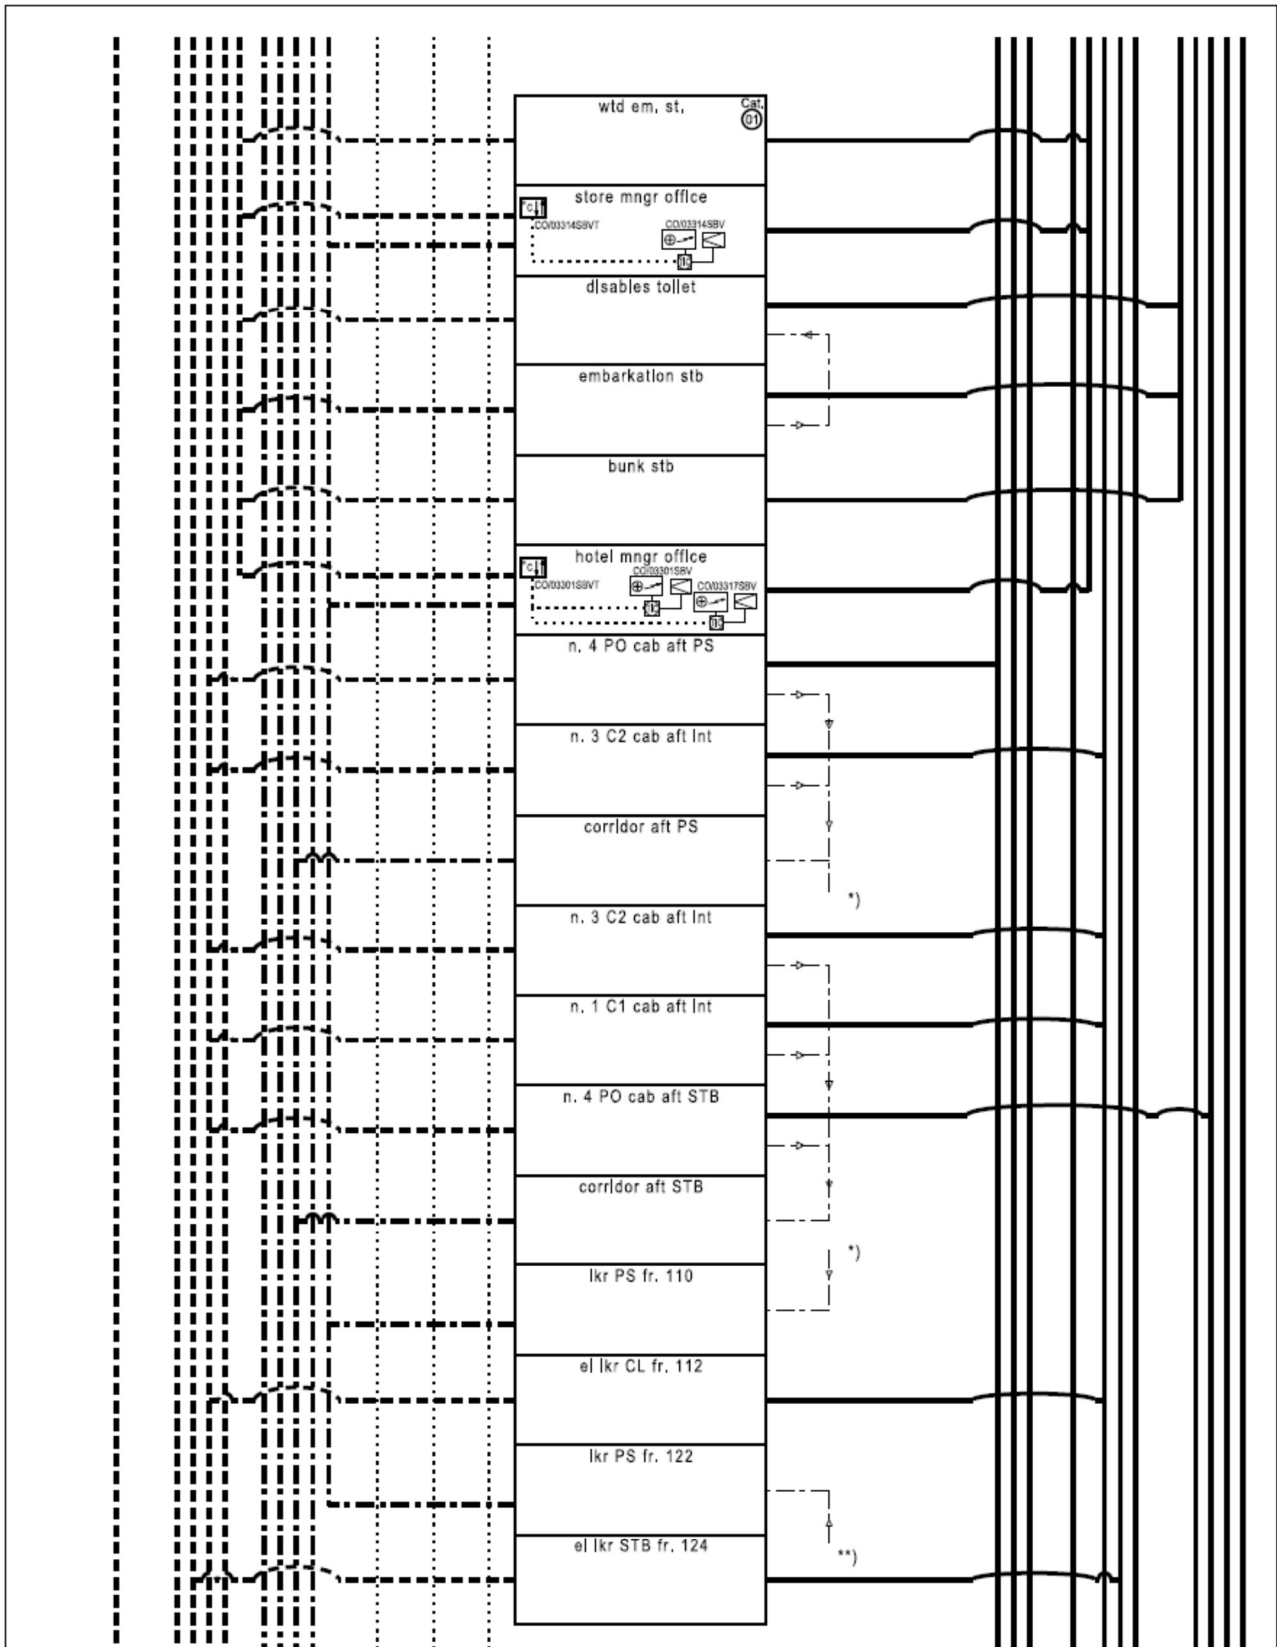 wtd em. st.
Cat.
01
store mngr office
°c
CO/03314SBVT
CO/03314SBV
disables toilet
embarkation stb
bunk stb
hotel mngr office
°c
CO/03301SBV
CO/03301SBVT
CO/03317SBV
n. 4 PO cab aft PS
n. 3 C2 cab aft int
corridor aft PS
*)
n. 3 C2 cab aft int
n. 1 C1 cab aft int
n. 4 PO cab aft STB
corridor aft STB
*)
lkr PS fr. 110
el lkr CL fr. 112
lkr PS fr. 122
el lkr STB fr. 124
**)